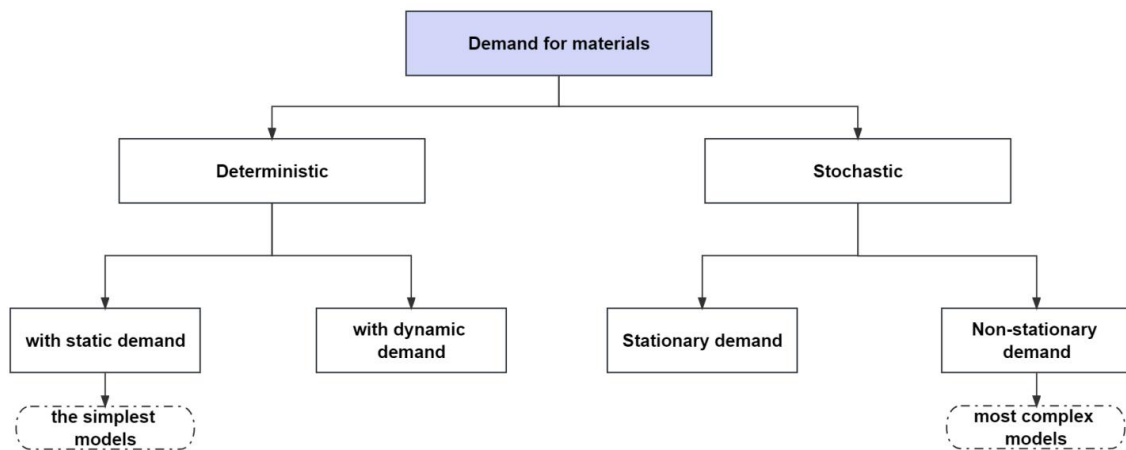 Demand for materials
Deterministic
Stochastic
with static demand
with dynamic
demand
Stationary demand
Non-stationary
demand
the simplest
models
most complex
models